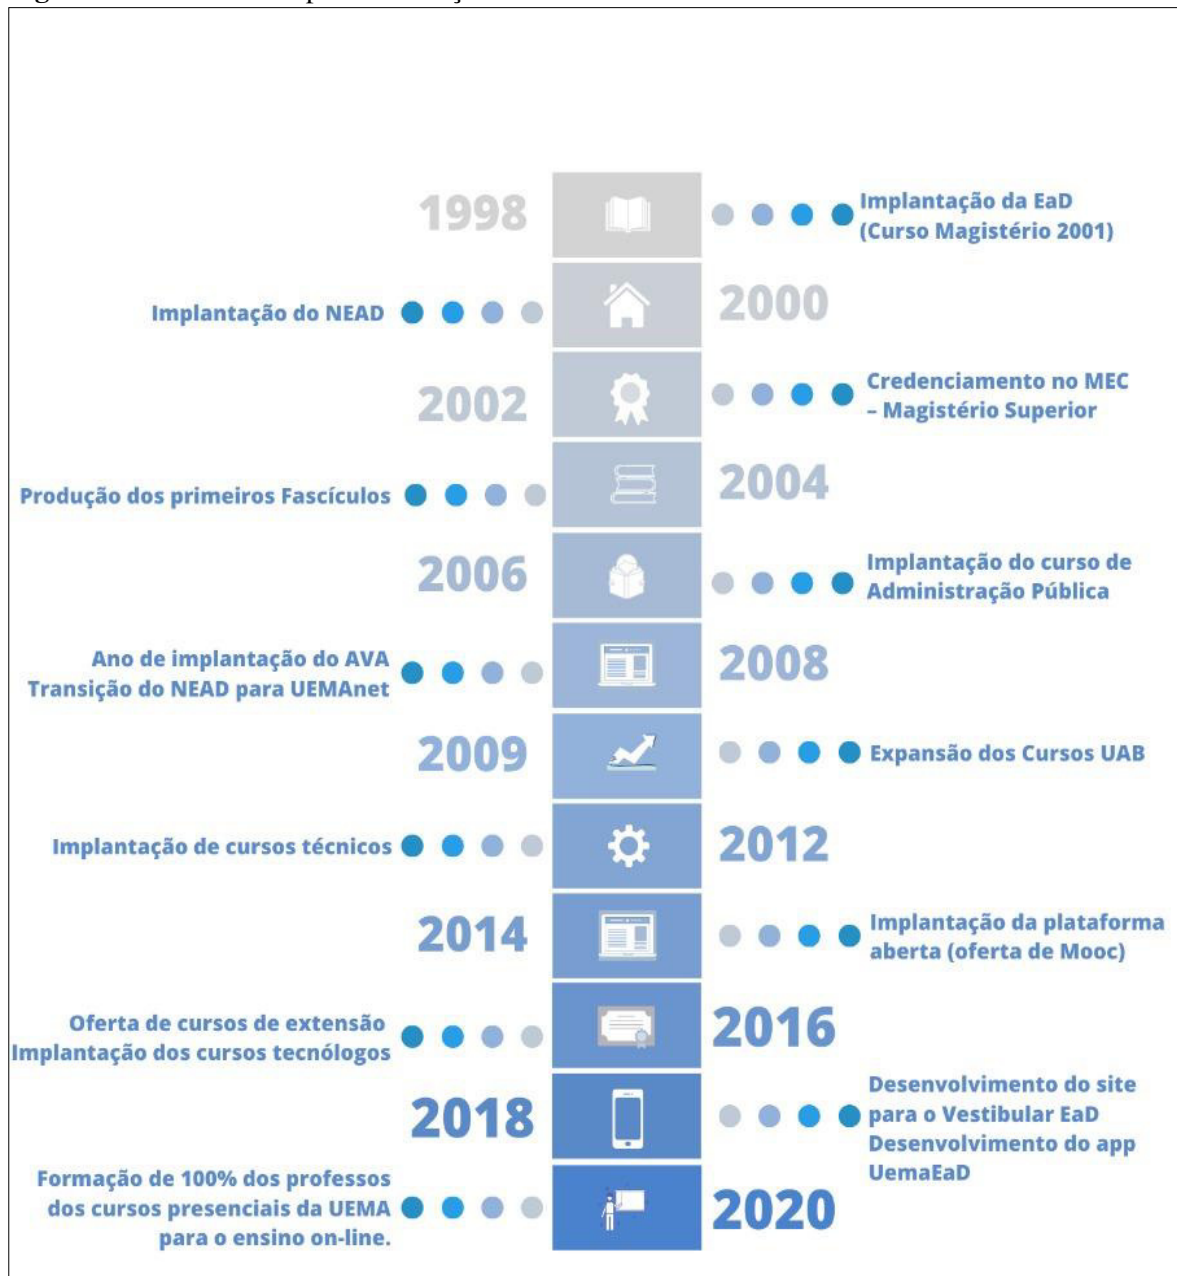 1998
Implantação da EaD
(Curso Magistério 2001)
Implantação do NEAD
2000
2002
Credenciamento no MEC
– Magistério Superior
Produção dos primeiros Fascículos
2004
2006
Implantação do curso de
Administração Pública
Ano de implantação do AVA
Transição do NEAD para UEMAnet
2008
2009
Expansão dos Cursos UAB
Implantação de cursos técnicos
2012
2014
Implantação da plataforma
aberta (oferta de Mooc)
Oferta de cursos de extensão
Implantação dos cursos tecnólogos
2016
2018
Desenvolvimento do site
para o Vestibular EaD
Desenvolvimento do app
UemaEaD
Formação de 100% dos professos
dos cursos presenciais da UEMA
para o ensino on-line.
2020